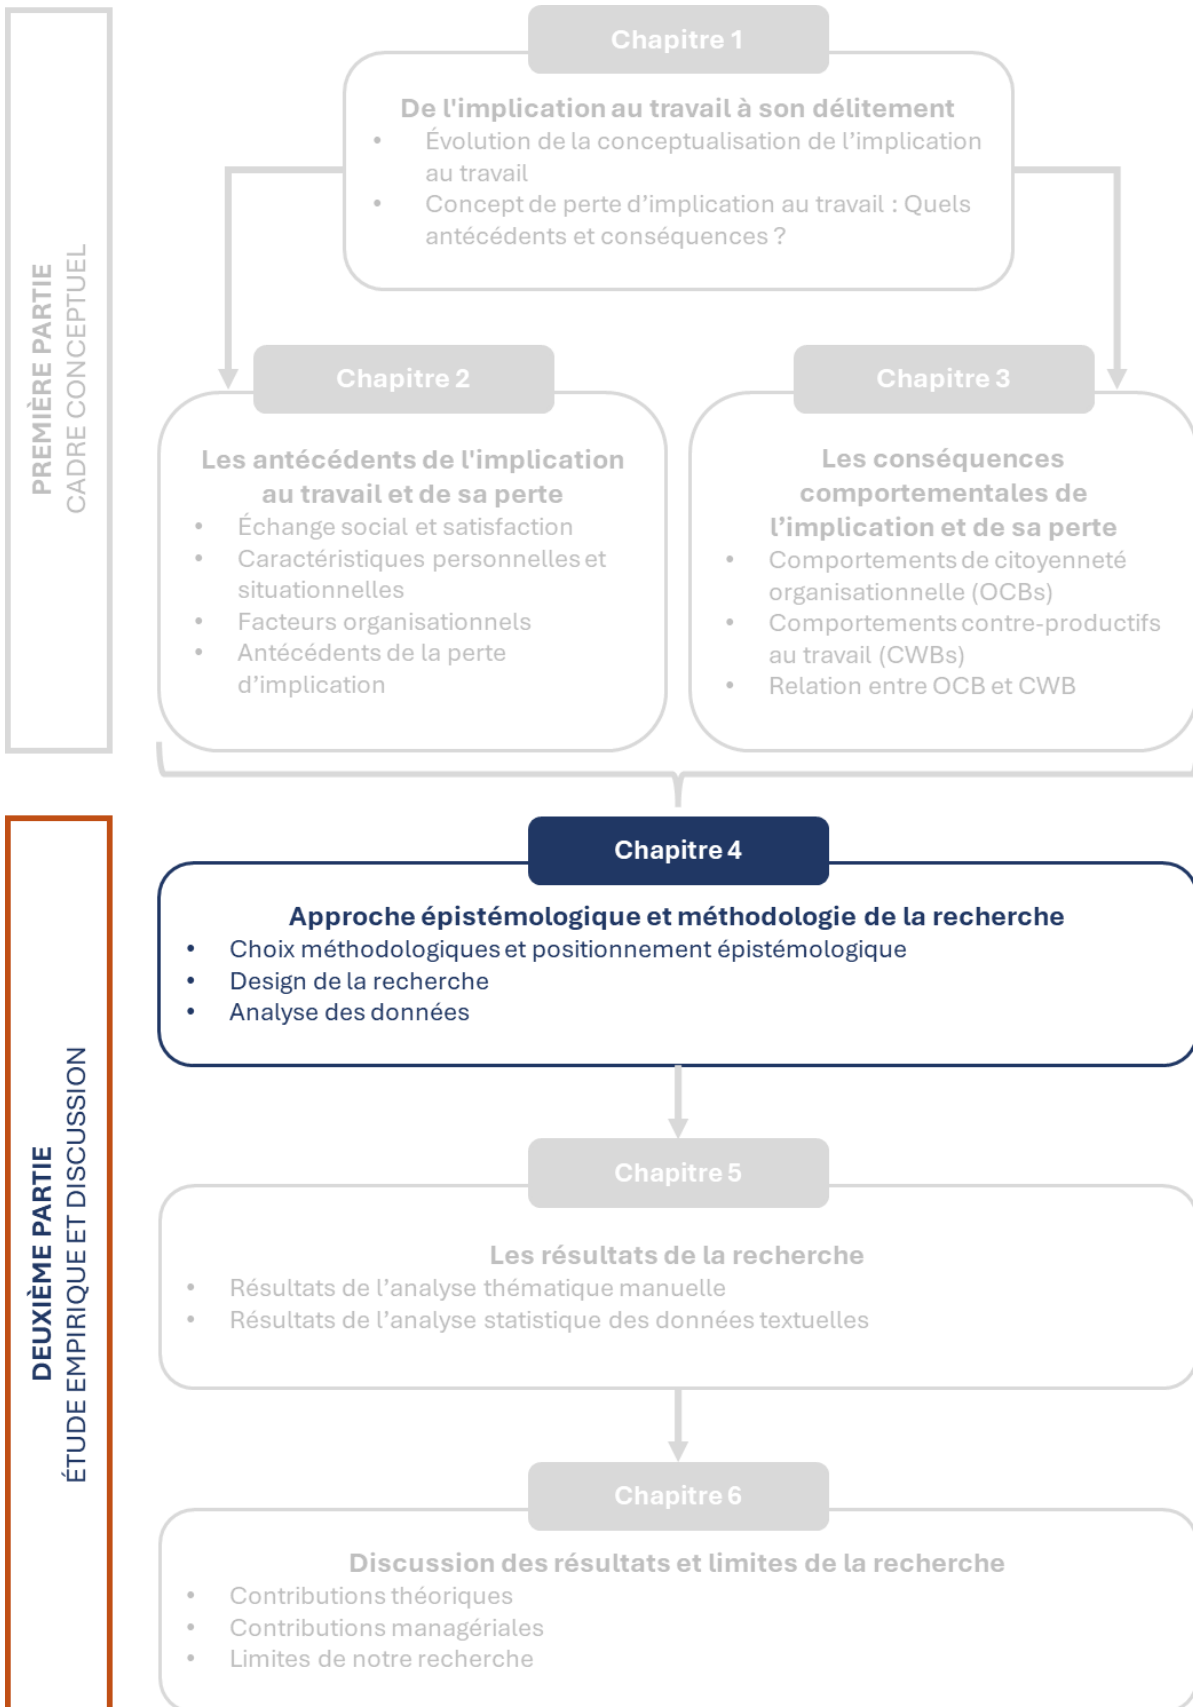 PREMIÈRE PARTIE
CADRE CONCEPTUEL
Chapitre 1
De l'implication au travail à son délitement
• Évolution de la conceptualisation de l’implication
au travail
• Concept de perte d’implication au travail : Quels
antécédents et conséquences ?
Chapitre 2
Les antécédents de l'implication
au travail et de sa perte
• Échange social et satisfaction
• Caractéristiques personnelles et
situationnelles
• Facteurs organisationnels
• Antécédents de la perte
d’implication
Chapitre 3
Les conséquences
comportementales de
l’implication et de sa perte
• Comportements de citoyenneté
organisationnelle (OCBs)
• Comportements contre-productifs
au travail (CWBs)
• Relation entre OCB et CWB
DEUXIÈME PARTIE
ÉTUDE EMPIRIQUE ET DISCUSSION
Chapitre 4
Approche épistémologique et méthodologie de la recherche
• Choix méthodologiques et positionnement épistémologique
• Design de la recherche
• Analyse des données
Chapitre 5
Les résultats de la recherche
• Résultats de l’analyse thématique manuelle
• Résultats de l’analyse statistique des données textuelles
Chapitre 6
Discussion des résultats et limites de la recherche
• Contributions théoriques
• Contributions managériales
• Limites de notre recherche